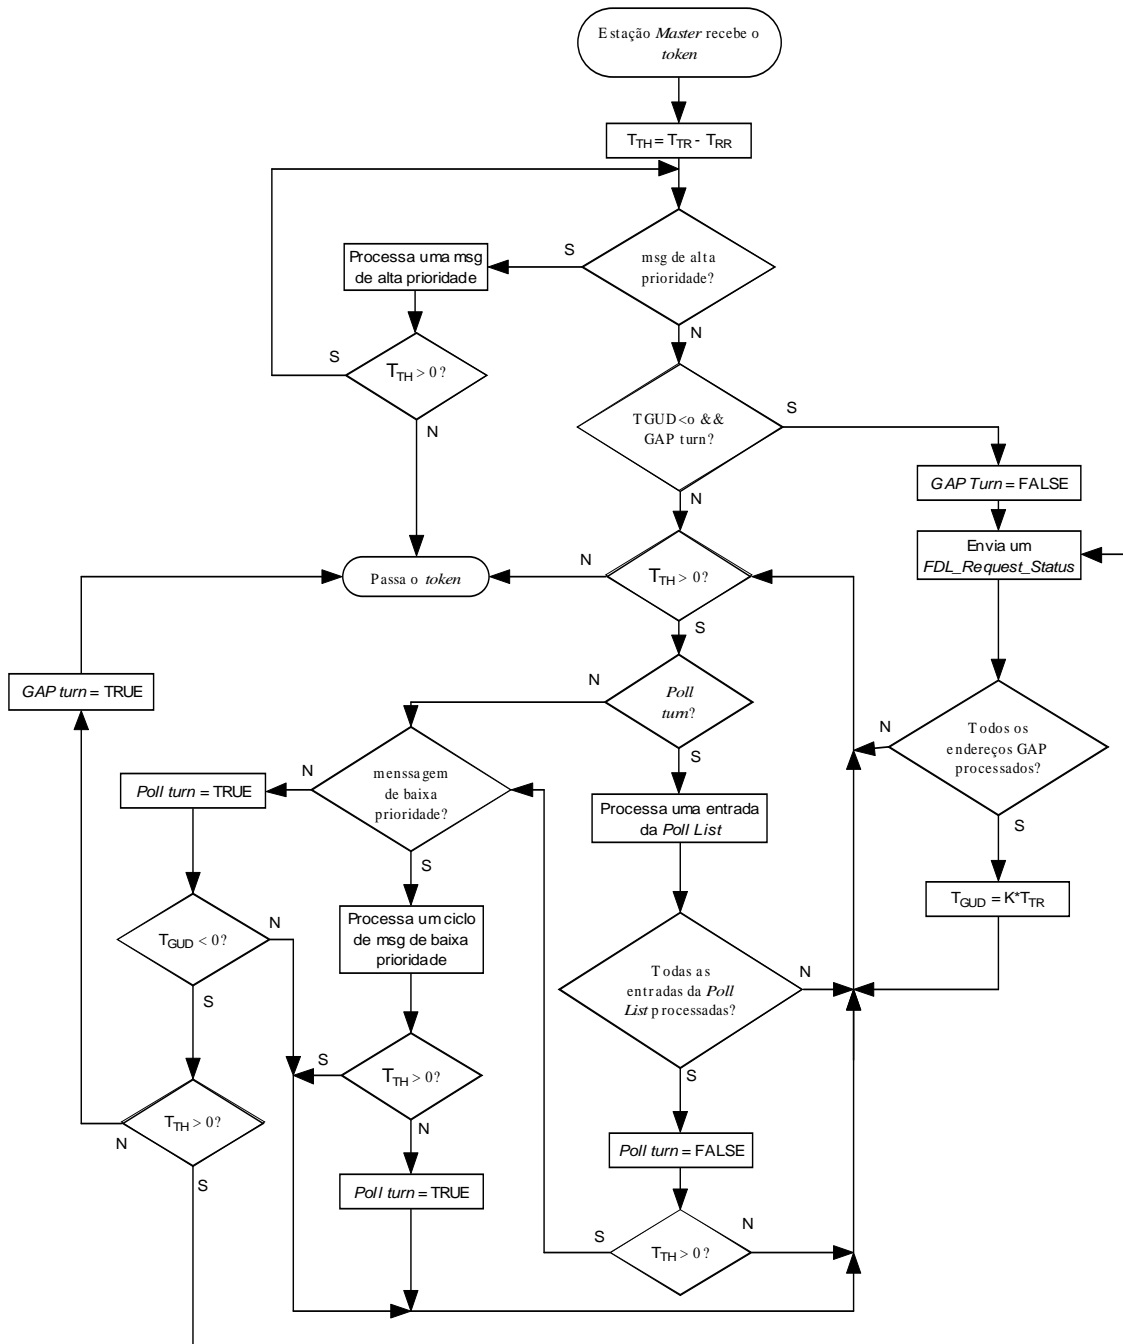 Estação Master recebe o
token
TTH = TTR - TRR
msg de alta
prioridade?
S
N
Processa uma msg
de alta prioridade
TTH > 0?
S
N
TGUD<o &&
GAP turn?
S
N
GAP Turn = FALSE
Envia um
FDL_Request_Status
Passa o token
TTH > 0?
N
S
GAP turn = TRUE
Poll
turn?
N
S
Todos os
endereços GAP
processados?
N
S
menssagem
de baixa
prioridade?
N
S
Poll turn = TRUE
Processa uma entrada
da Poll List
TGUD = K*TTR
Processa um ciclo
de msg de baixa
prioridade
TGUD < 0?
N
S
Todas as
entradas da Poll
List processadas?
N
S
TTH > 0?
S
N
TTH > 0?
N
S
Poll turn = FALSE
Poll turn = TRUE
TTH > 0?
S
N